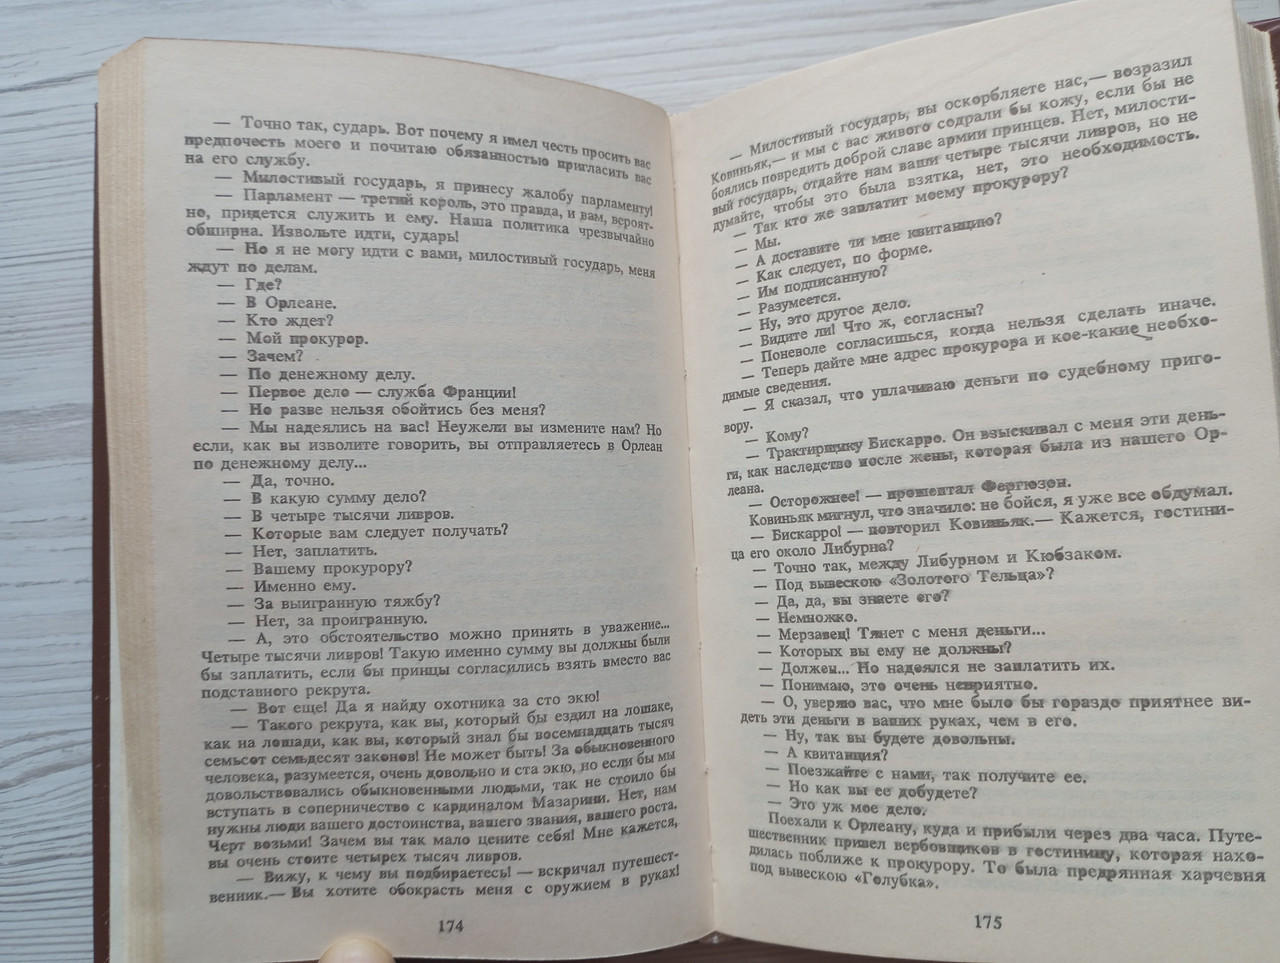 — Точно так, сударь. Вот почему я имел честь просить вас
предпочесть моего и почитаю обязанностью пригласить вас
на его службу.
— Милостивый государь, я принесу жалобу парламенту!
— Парламент — третий король, это правда, и вам, вероят-
но, придется служить и ему. Наша политика чрезвычайно
обширна. Извольте идти, сударь!
— Но я не могу идти с вами, милостивый государь, меня
ждут по делам.
— Где?
— В Орлеане.
— Кто ждет?
— Мой прокурор.
— Зачем?
— По денежному делу.
— Первое дело — служба Франции!
— Но разве нельзя обойтись без меня?
— Мы надеялись на вас! Неужели вы измените нам? Но
если, как вы изволите говорить, вы отправляетесь в Орлеан
по денежному делу...
— Да, точно.
— В какую сумму дело?
— В четыре тысячи ливров.
— Которые вам следует получать?
— Нет, заплатить.
— Вашему прокурору?
— Именно ему.
— За выигранную тяжбу?
— Нет, за проигранную.
— А, это обстоятельство можно принять в уважение...
Четыре тысячи ливров! Такую именно сумму вы должны были
бы заплатить, если бы принцы согласились взять вместо вас
подставного рекрута.
— Вот еще! Да я найду охотника за сто экю!
— Такого рекрута, как вы, который бы ездил на лошаке,
как на лошади, как вы, который знал бы восемнадцать тысяч
семьсот семьдесят законов! Не может быть! За обыкновенного
человека, разумеется, очень довольно и ста экю, но если бы мы
довольствовались обыкновенными людьми, так не стоило бы
вступать в соперничество с кардиналом Мазарини. Нет, нам
нужны люди вашего достоинства, вашего звания, вашего роста.
Черт возьми! Зачем вы так мало цените себя! Мне кажется,
вы очень стоите четырех тысяч ливров.
— Вижу, к чему вы подбираетесь! — вскричал путешест-
венник.— Вы хотите обокрасть меня с оружием в руках!
174
— Милостивый государь, вы оскорбляете нас,— возразил
Ковиньяк,— и мы с вас живого содрали бы кожу, если бы не
боялись повредить доброй славе армии принцев. Нет, милости-
вый государь, отдайте нам ваши четыре тысячи ливров, но не
думайте, чтобы это была взятка, нет, это необходимость.
— Так кто же заплатит моему прокурору?
— Мы.
— А доставите ли мне квитанцию?
— Как следует, по форме.
— Им подписанную?
— Разумеется.
— Ну, это другое дело.
— Видите ли! Что ж, согласны?
— Поневоле согласишься, когда нельзя сделать иначе.
— Теперь дайте мне адрес прокурора и кое-какие необхо-
димые сведения.
— Я сказал, что уплачиваю деньги по судебному приго-
вору.
— Кому?
— Трактирщику Бискарро. Он взыскивал с меня эти день-
ги, как наследство после жены, которая была из нашего Ор-
леана.
— Осторожнее! — прошептал Фергюзон.
Ковиньяк мигнул, что значило: не бойся, я уже все обдумал.
— Бискарро! — повторил Ковиньяк.— Кажется, гостини-
ца его около Либурна?
— Точно так, между Либурном и Кюбзаком.
— Под вывескою «Золотого Тельца»?
— Да, да, вы знаете его?
— Немножко.
— Мерзавец! Тянет с меня деньги...
— Которых вы ему не должны?
— Должен... Но надеялся не заплатить их.
— Понимаю, это очень неприятно.
— О, уверяю вас, что мне было бы гораздо приятнее ви-
деть эти деньги в ваших руках, чем в его.
— Ну, так вы будете довольны.
— А квитанция?
— Поезжайте с нами, так получите ее.
— Но как вы ее добудете?
— Это уж мое дело.
Поехали к Орлеану, куда и прибыли через два часа. Путе-
шественник привел вербовщиков в гостиницу, которая нахо-
дилась поближе к прокурору. То была предрянная харчевня
под вывескою «Голубка».
175